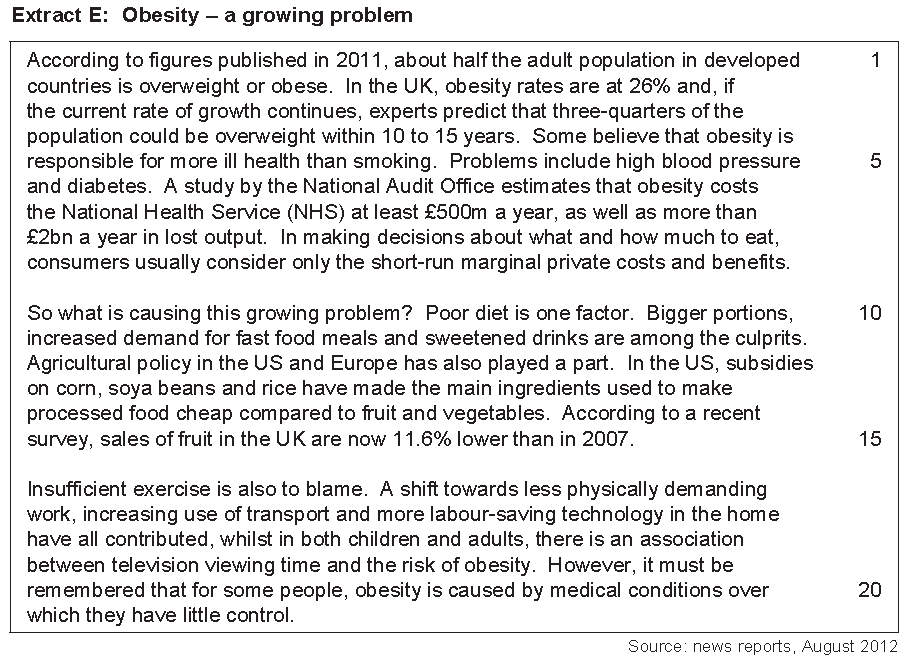 Extract E: Obesity – a growing problem
According to figures published in 2011, about half the adult population in developed 1
countries is overweight or obese. In the UK, obesity rates are at 26% and, if
the current rate of growth continues, experts predict that three-quarters of the
population could be overweight within 10 to 15 years. Some believe that obesity is
responsible for more ill health than smoking. Problems include high blood pressure 5
and diabetes. A study by the National Audit Office estimates that obesity costs
the National Health Service (NHS) at least £500m a year, as well as more than
£2bn a year in lost output. In making decisions about what and how much to eat,
consumers usually consider only the short-run marginal private costs and benefits.
So what is causing this growing problem? Poor diet is one factor. Bigger portions, 10
increased demand for fast food meals and sweetened drinks are among the culprits.
Agricultural policy in the US and Europe has also played a part. In the US, subsidies
on corn, soya beans and rice have made the main ingredients used to make
processed food cheap compared to fruit and vegetables. According to a recent
survey, sales of fruit in the UK are now 11.6% lower than in 2007. 15
Insufficient exercise is also to blame. A shift towards less physically demanding
work, increasing use of transport and more labour-saving technology in the home
have all contributed, whilst in both children and adults, there is an association
between television viewing time and the risk of obesity. However, it must be
remembered that for some people, obesity is caused by medical conditions over 20
which they have little control.
Source: news reports, August 2012